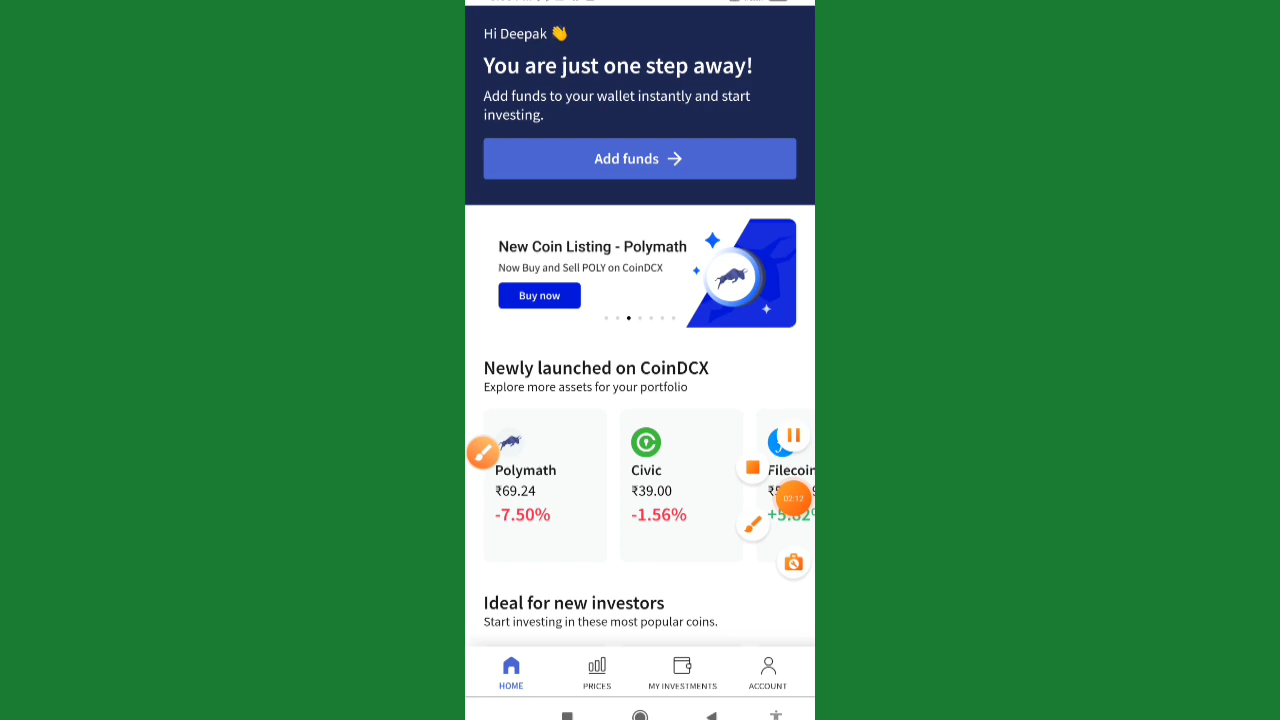 Hi Deepak 👋
You are just one step away!
Add funds to your wallet instantly and start
investing.
Add funds →
New Coin Listing - Polymath
Now Buy and Sell POLY on CoinDCX
Buy now
Newly launched on CoinDCX
Explore more assets for your portfolio
Polymath
₹69.24
-7.50%
Civic
₹39.00
-1.56%
Filecoin
02:12
Ideal for new investors
Start investing in these most popular coins.
HOME
PRICES
MY INVESTMENTS
ACCOUNT